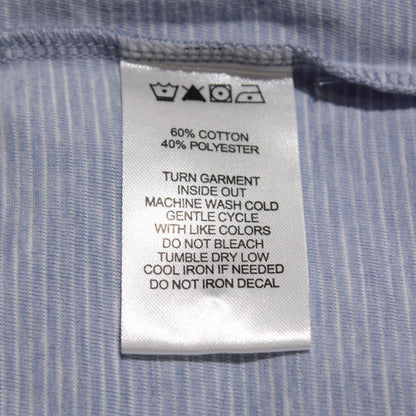 60% COTTON
40% POLYESTER
TURN GARMENT
INSIDE OUT
MACHINE WASH COLD
GENTLE CYCLE
WITH LIKE COLORS
DO NOT BLEACH
TUMBLE DRY LOW
COOL IRON IF NEEDED
DO NOT IRON DECAL